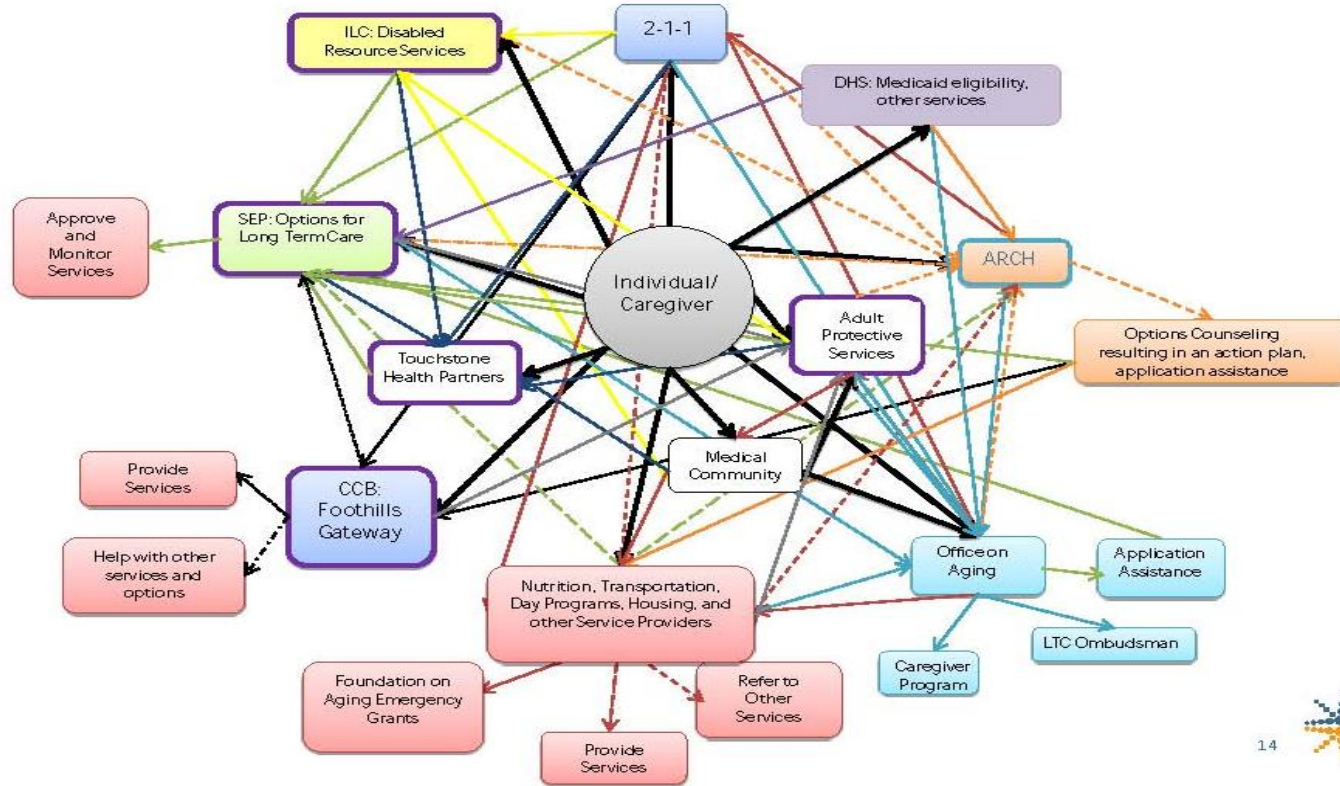 ILC: Disabled
Resource Services
2-1-1
DHS: Medicaid eligibility,
other services
Approve
and
Monitor
Services
SEP: Options for
Long Term Care
Individual/
Caregiver
ARCH
Adult
Protective
Services
Options Counseling
resulting in an action plan,
application assistance
Touchstone
Health Partners
Medical
Community
Provide
Services
CCB:
Foothills
Gateway
Help with other
services and
options
Office on
Aging
Application
Assistance
Nutrition, Transportation,
Day Programs, Housing, and
other Service Providers
LTC Ombudsman
Caregiver
Program
Foundation on
Aging Emergency
Grants
Refer to
Other
Services
Provide
Services
14